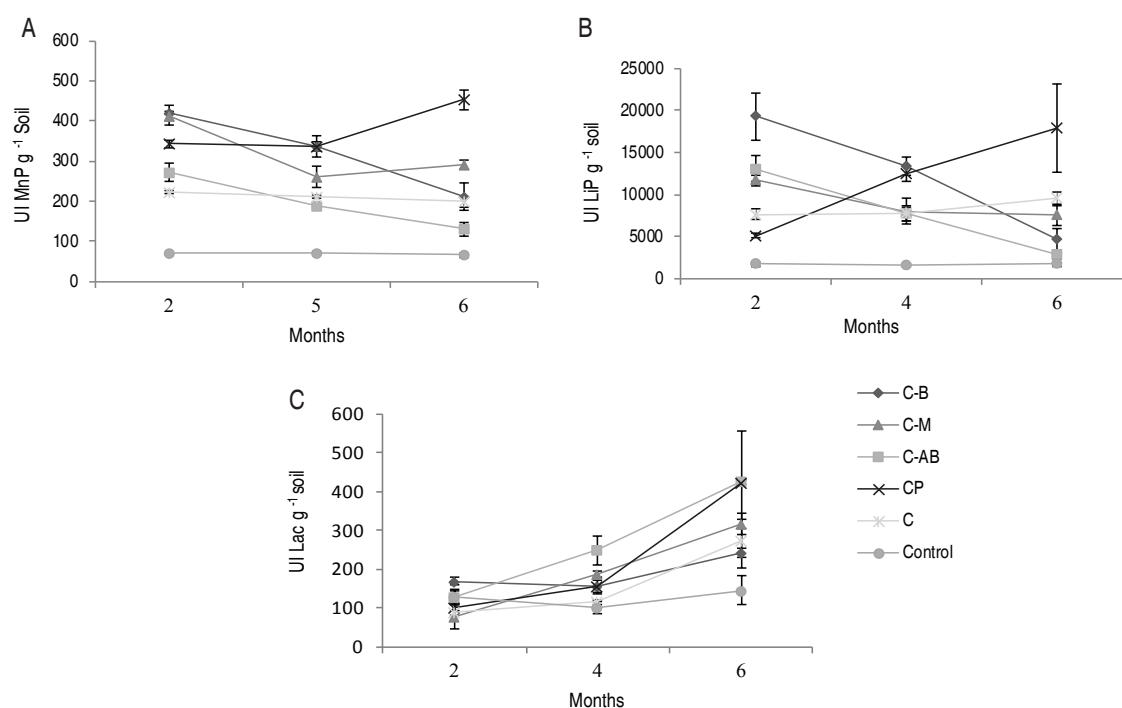 A
UI MnP g -1 Soil
600
500
400
300
200
100
0
2
5
6
Months
B
UI LiP g -1 soil
25000
20000
15000
10000
5000
0
2
4
6
Months
C
UI Lac g -1 soil
600
500
400
300
200
100
0
2
4
6
Months
C-B
C-M
C-AB
CP
C
Control